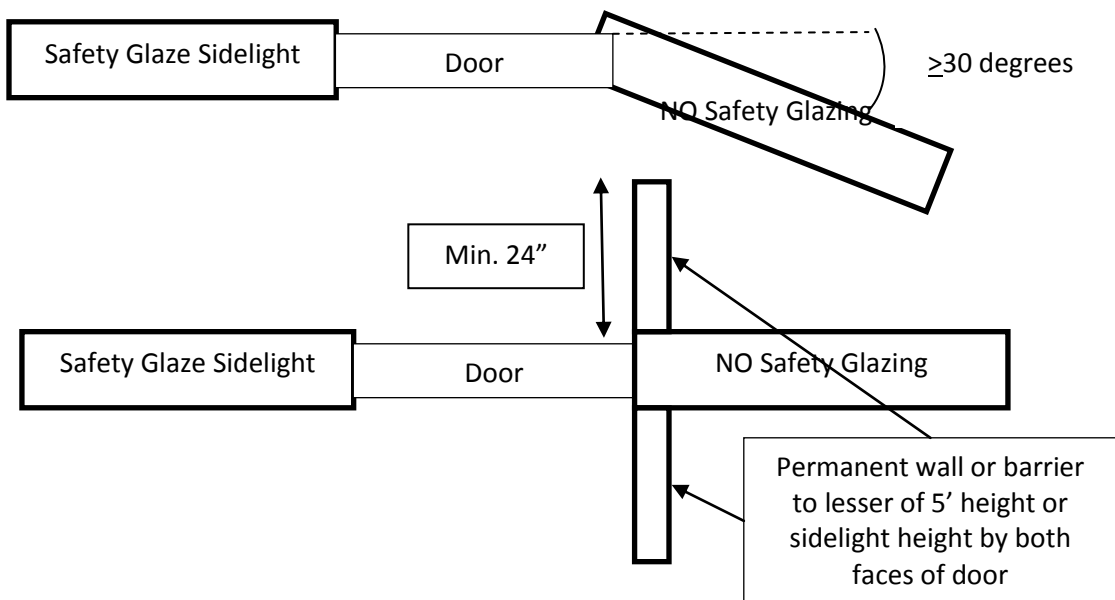 Safety Glaze Sidelight
Door
≥30 degrees
NO Safety Glazing
Min. 24”
Safety Glaze Sidelight
Door
NO Safety Glazing
Permanent wall or barrier
to lesser of 5’ height or
sidelight height by both
faces of door